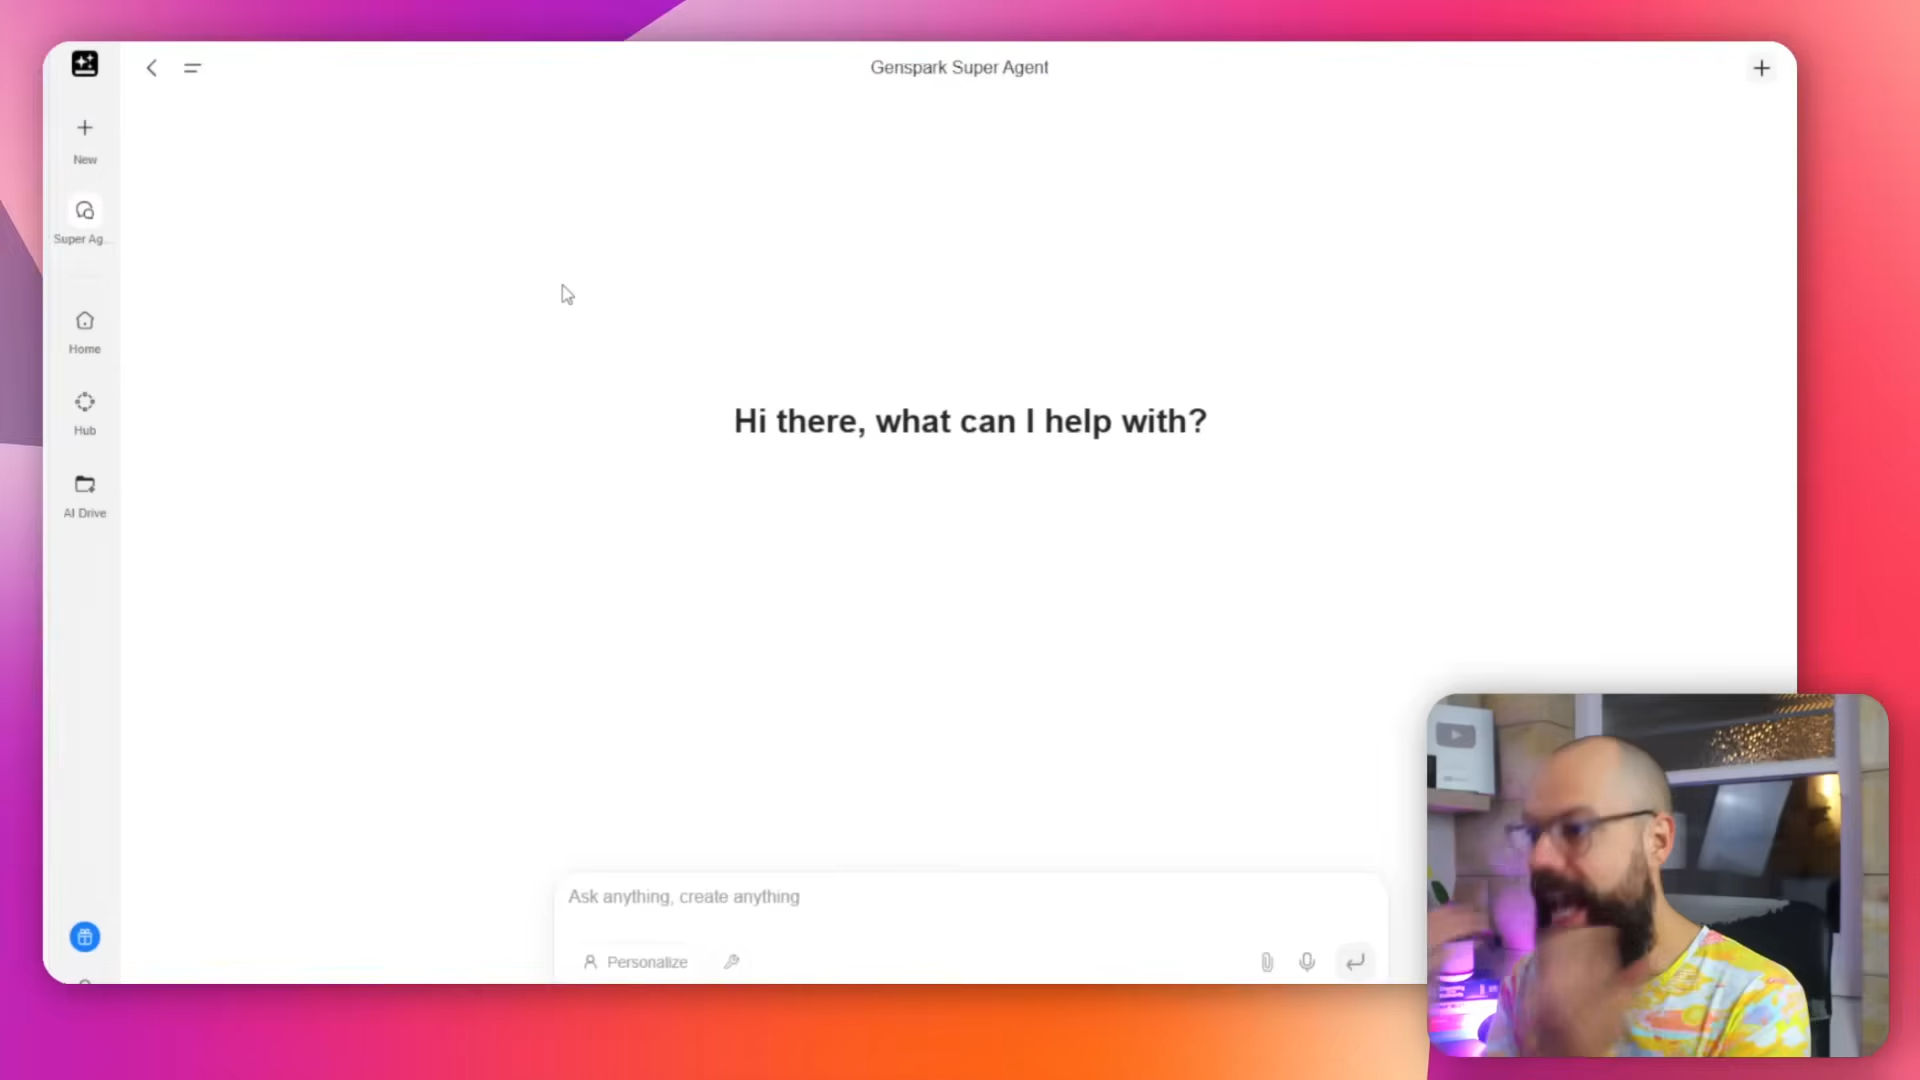 Genspark Super Agent
New
Super Ag...
Home
Hub
AI Drive
Hi there, what can I help with?
Ask anything, create anything
Personalize